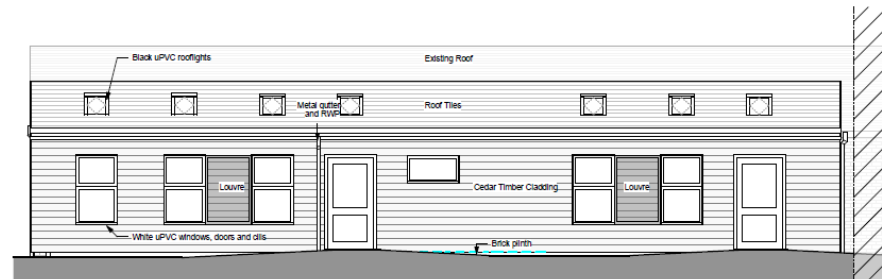 Black uPVC rooflights
Existing Roof
Metal gutter
and RWP
Roof Tiles
Louvre
Cedar Timber Cladding
Louvre
White uPVC windows, doors and cills
Brick plinth